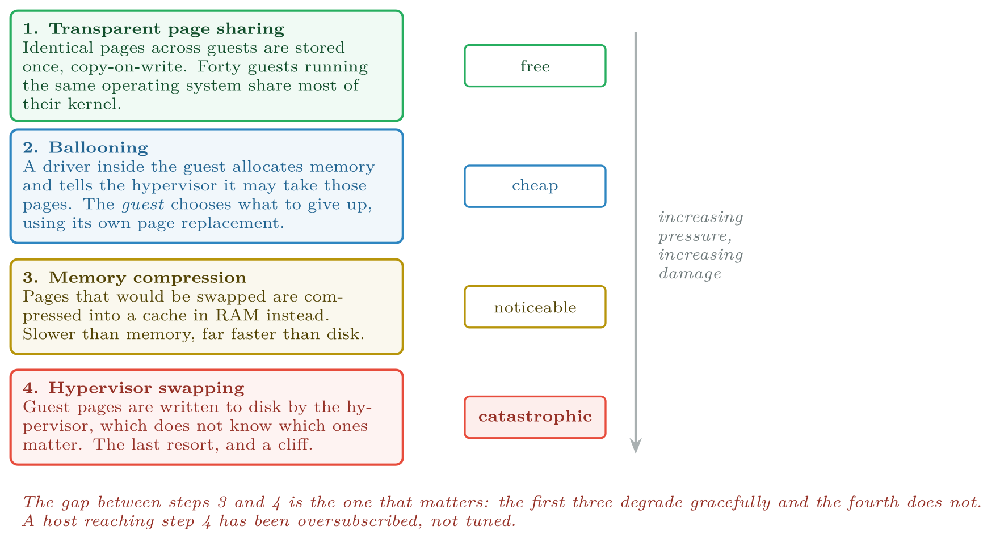 1. Transparent page sharing
Identical pages across guests are stored
once, copy-on-write. Forty guests running
the same operating system share most of
their kernel.
free
2. Ballooning
A driver inside the guest allocates memory
and tells the hypervisor it may take those
pages. The guest chooses what to give up,
using its own page replacement.
cheap
increasing
pressure,
increasing
damage
3. Memory compression
Pages that would be swapped are com-
pressed into a cache in RAM instead.
Slower than memory, far faster than disk.
noticeable
4. Hypervisor swapping
Guest pages are written to disk by the hy-
pervisor, which does not know which ones
matter. The last resort, and a cliff.
catastrophic
The gap between steps 3 and 4 is the one that matters: the first three degrade gracefully and the fourth does not.
A host reaching step 4 has been oversubscribed, not tuned.